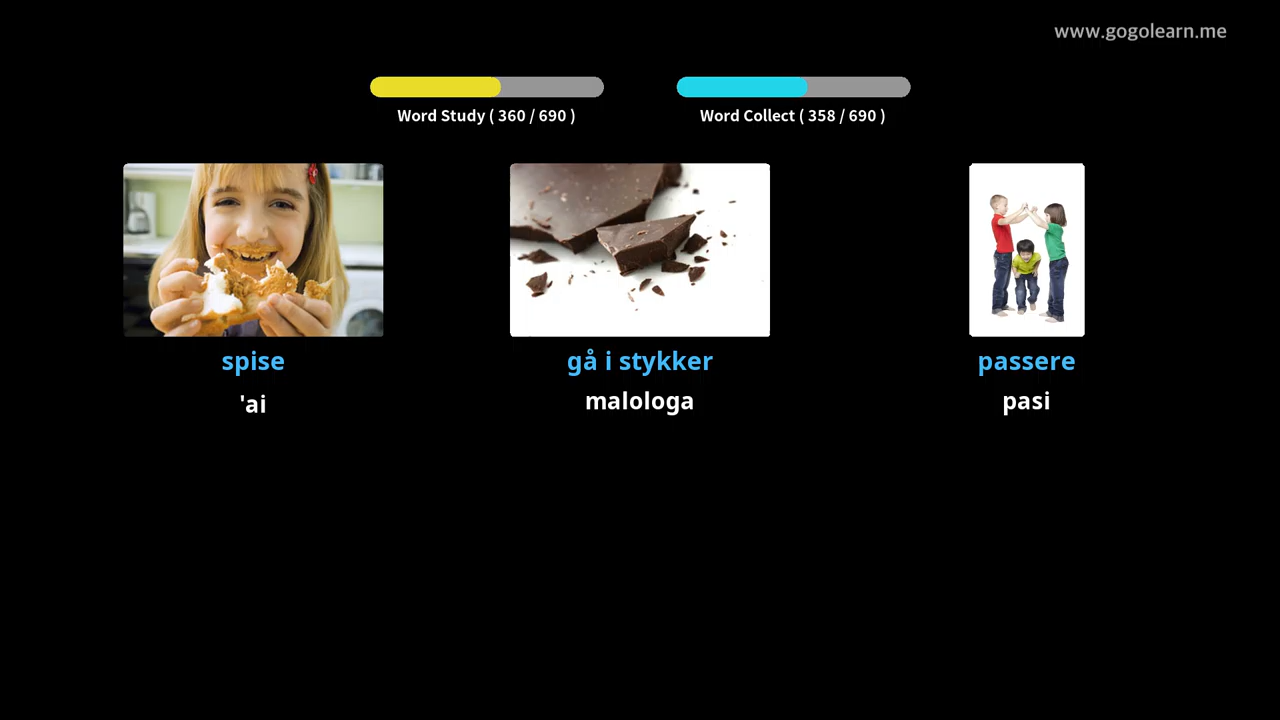 www.gogolearn.me
Word Study ( 360 / 690 )
Word Collect ( 358 / 690 )
spise
gå i stykker
passere
'ai
malologa
pasi